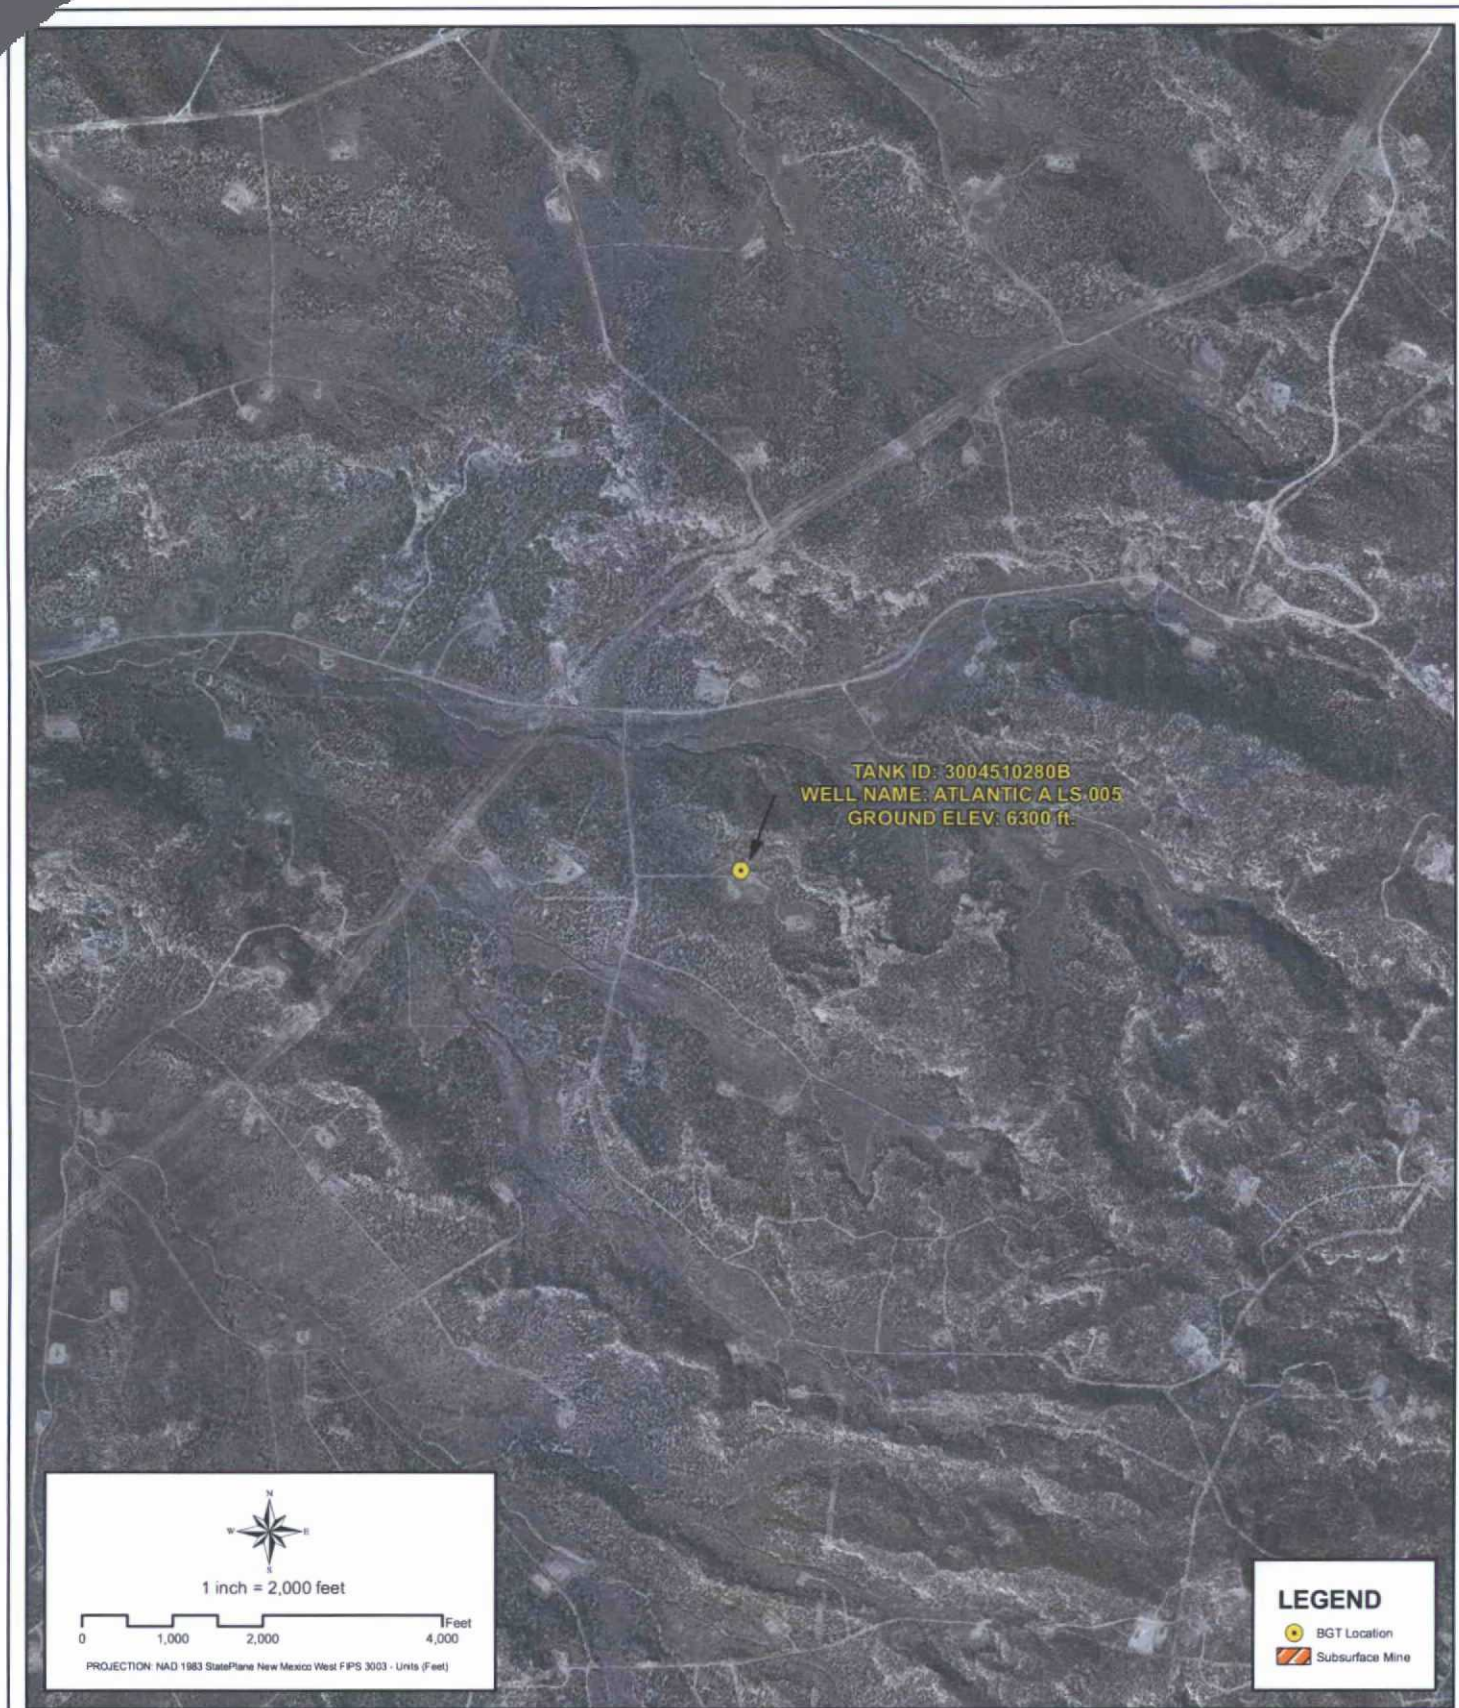 TANK ID: 3004510280B
WELL NAME: ATLANTIC A LS 005
GROUND ELEV: 6300 ft.
N
W E
S
1 inch = 2,000 feet
Feet
0 1,000 2,000 4,000
PROJECTION: NAD 1983 StatePlane New Mexico West FIPS 3003 - Units (Feet)
LEGEND
BGT Location
Subsurface Mine